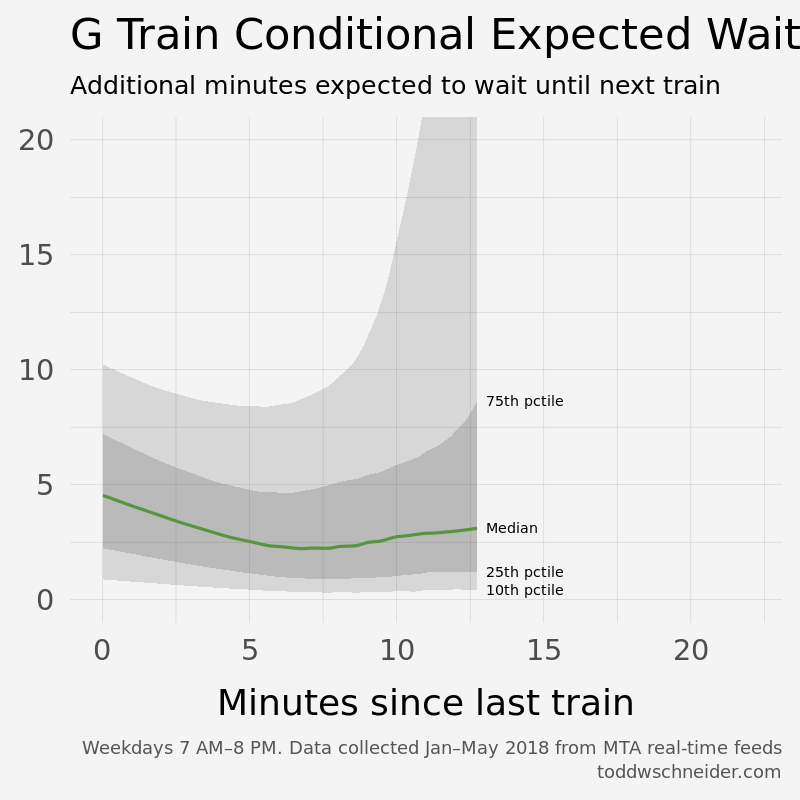 G Train Conditional Expected Wait
Additional minutes expected to wait until next train
20
15
10
5
0
75th pctile
Median
25th pctile
10th pctile
0 5 10 15 20
Minutes since last train
Weekdays 7 AM–8 PM. Data collected Jan–May 2018 from MTA real-time feeds
toddwschneider.com